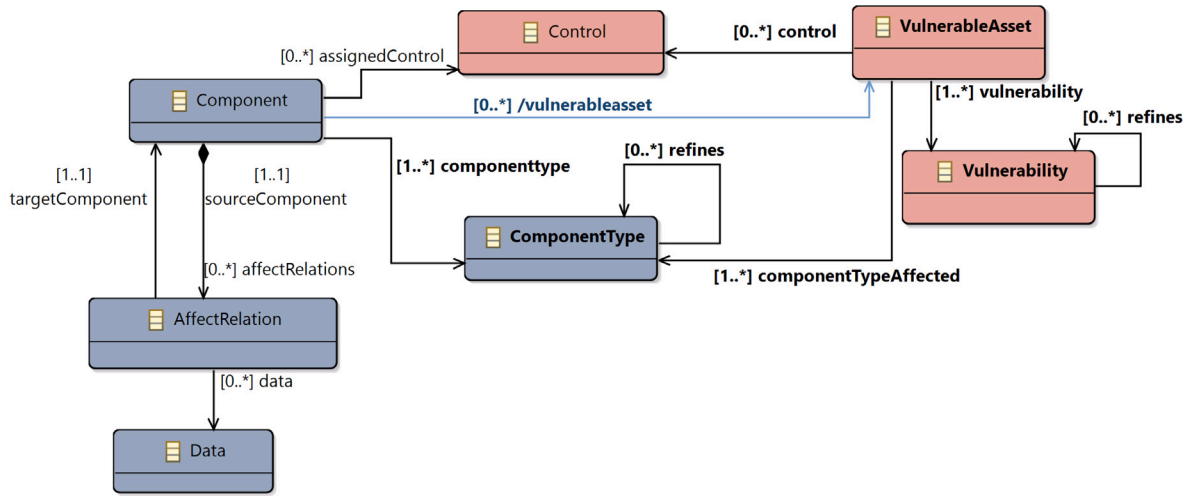 Control
VulnerableAsset
[0..*] control
[0..*] assignedControl
Component
[0..*] /vulnerableasset
[1..*] vulnerability
[0..*] refines
[0..*] refines
[1..*] componenttype
Vulnerability
[1..1]
targetComponent
[1..1]
sourceComponent
ComponentType
[0..*] affectRelations
[1..*] componentTypeAffected
AffectRelation
[0..*] data
Data